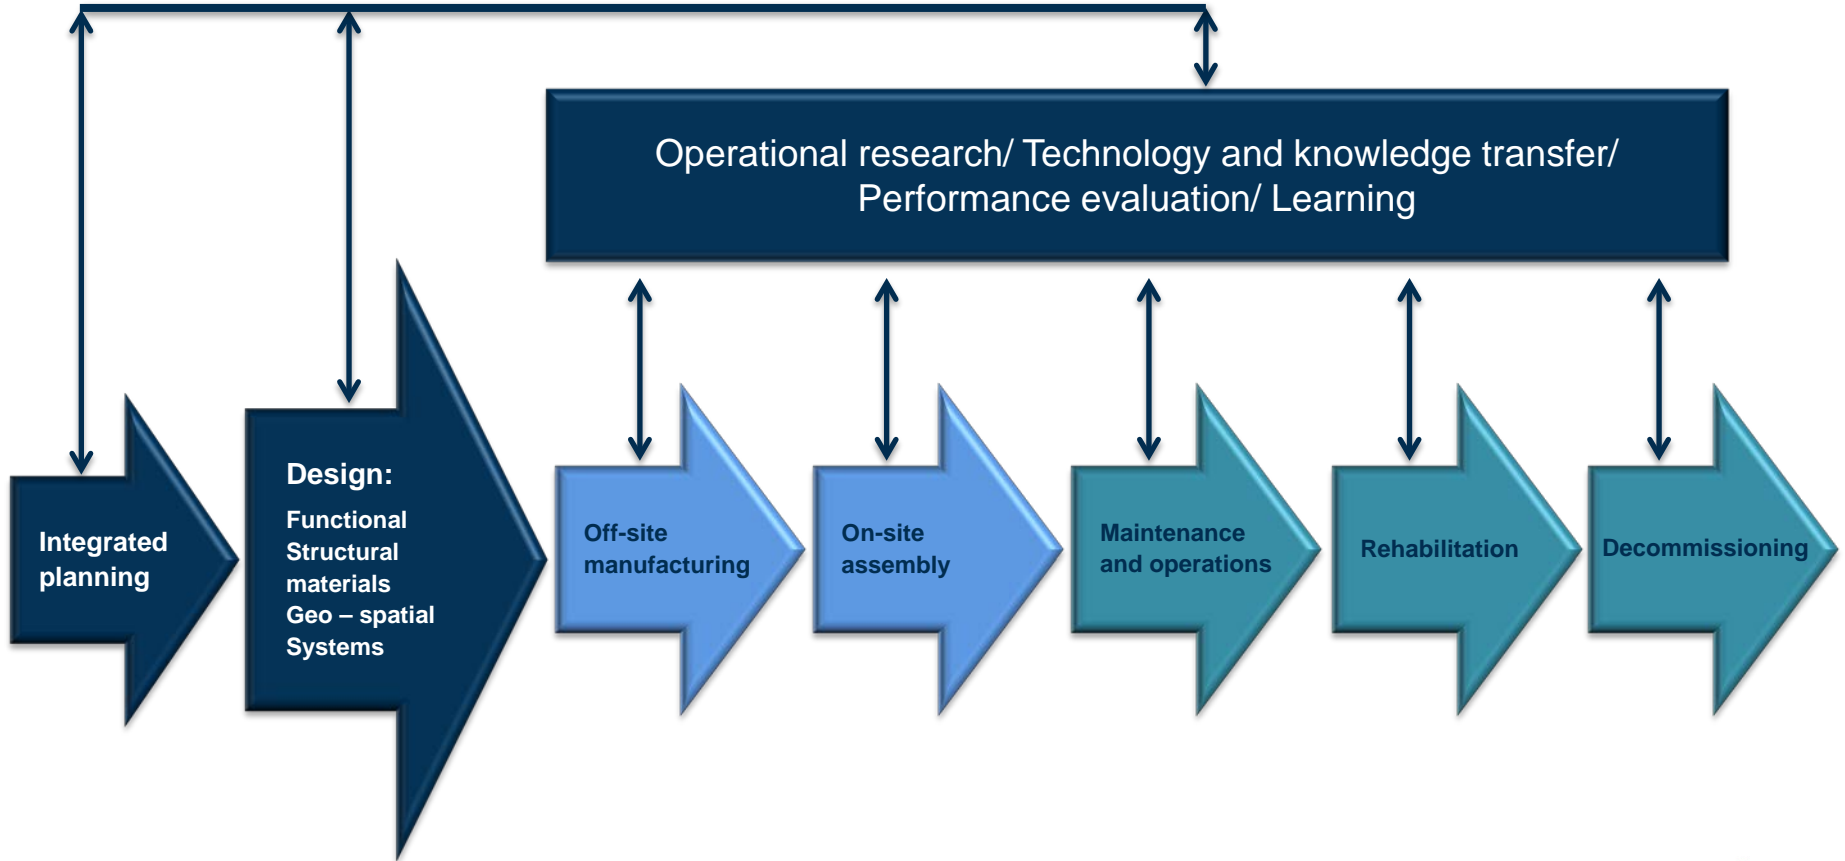 Operational research/ Technology and knowledge transfer/
Performance evaluation/ Learning
Integrated
planning
Design:
Functional
Structural
materials
Geo – spatial
Systems
Off-site
manufacturing
On-site
assembly
Maintenance
and operations
Rehabilitation
Decommissioning